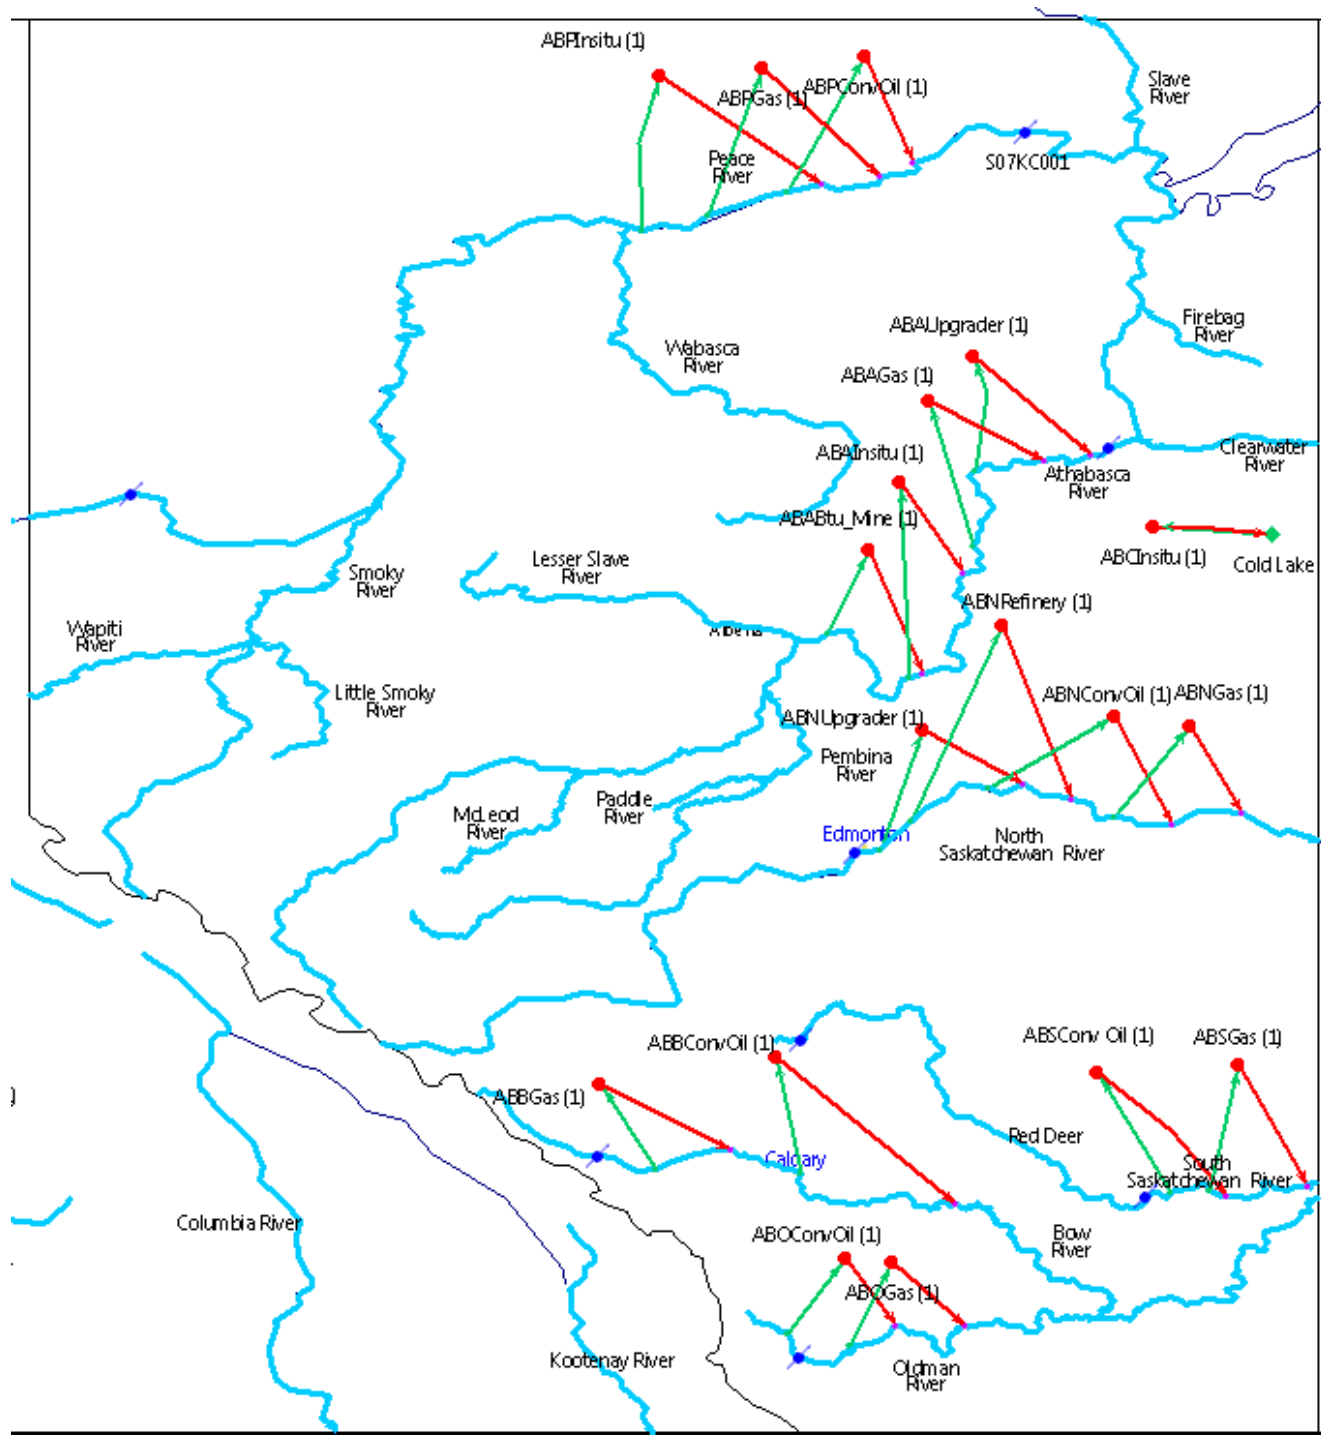 ABPInsitu (1)
ABPGas (1)
ABPConvOil (1)
Slave
River
Peace
River
S07KC001
ABAUpgrader (1)
Firebag
River
Wabasca
River
ABAGas (1)
ABAInsitu (1)
Clearwater
River
Athabasca
River
ABABtu_Mine (1)
ABCInsitu (1)
Cold Lake
Lesser Slave
River
Smoky
River
ABNRefinery (1)
Wapiti
River
Alberta
Little Smoky
River
ABNConvOil (1)
ABNGas (1)
ABNUpgrader (1)
Pembina
River
Paddle
River
McLeod
River
Edmonton
North
Saskatchewan River
ABBConvOil (1)
ABSConv Oil (1)
ABSGas (1)
ABBGas (1)
Red Deer
Calgary
South
Saskatchewan River
Columbia River
Bow
River
ABOConvOil (1)
ABOGas (1)
Kootenay River
Oldman
River